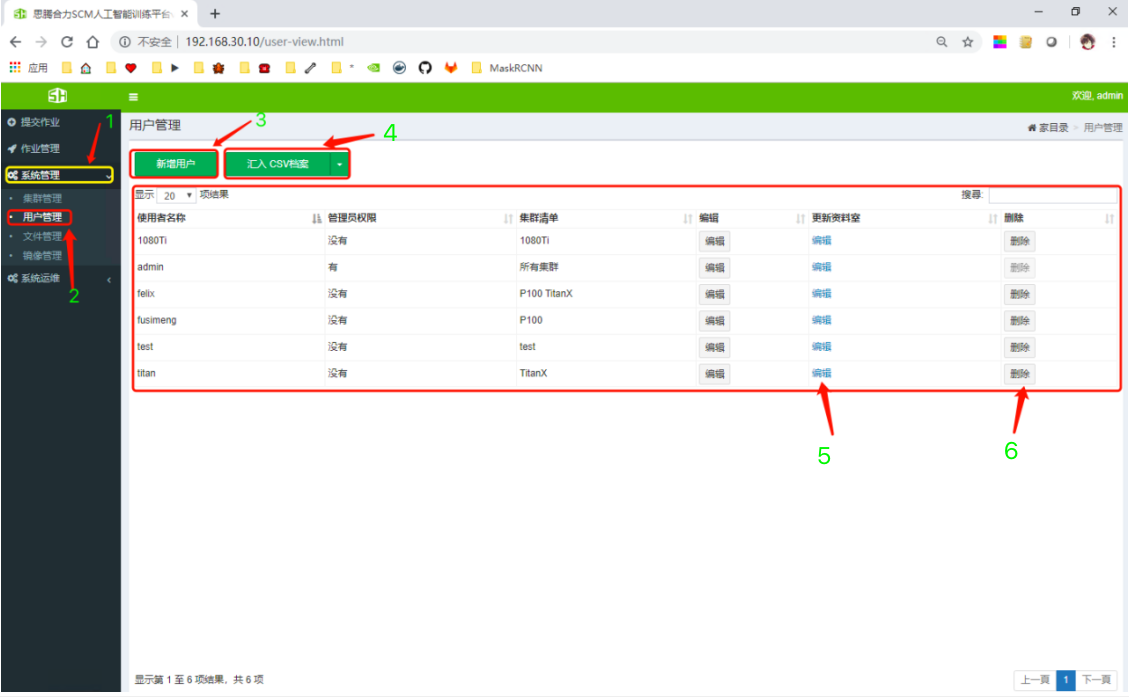 思腾合力SCM人工智能训练平台
不安全 | 192.168.30.10/user-view.html
应用 MaskRCNN
SH 欢迎, admin
提交作业 1 用户管理 3 4 家目录 > 用户管理
作业管理
新增用户 汇入 CSV档案
系统管理
集群管理 显示 20 项结果 搜尋:
用户管理 使用者名称 管理员权限 集群清单 编辑 更新资料室 删除
文件管理 1080Ti 没有 1080Ti 编辑 编辑 删除
镜像管理
admin 有 所有集群 编辑 编辑 删除
系统运维
2 felix 没有 P100 TitanX 编辑 编辑 删除
fusimeng 没有 P100 编辑 编辑 删除
test 没有 test 编辑 编辑 删除
titan 没有 TitanX 编辑 编辑 删除
5 6
显示第 1 至 6 项结果，共 6 项 上一頁 1 下一頁